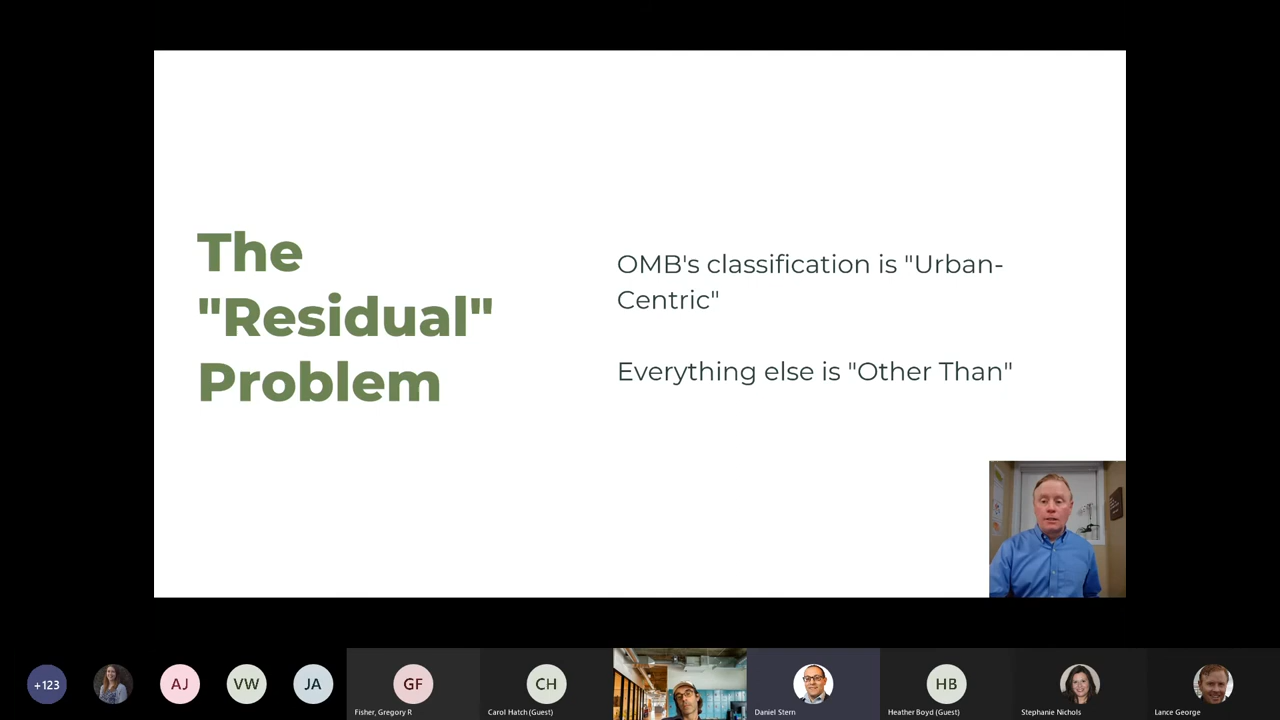 The
"Residual"
Problem
OMB's classification is "Urban-
Centric"
Everything else is "Other Than"
+123
AJ
VW
JA
GF
Fisher, Gregory R
CH
Carol Hatch (Guest)
Daniel Stern
HB
Heather Boyd (Guest)
Stephanie Nichols
Lance George